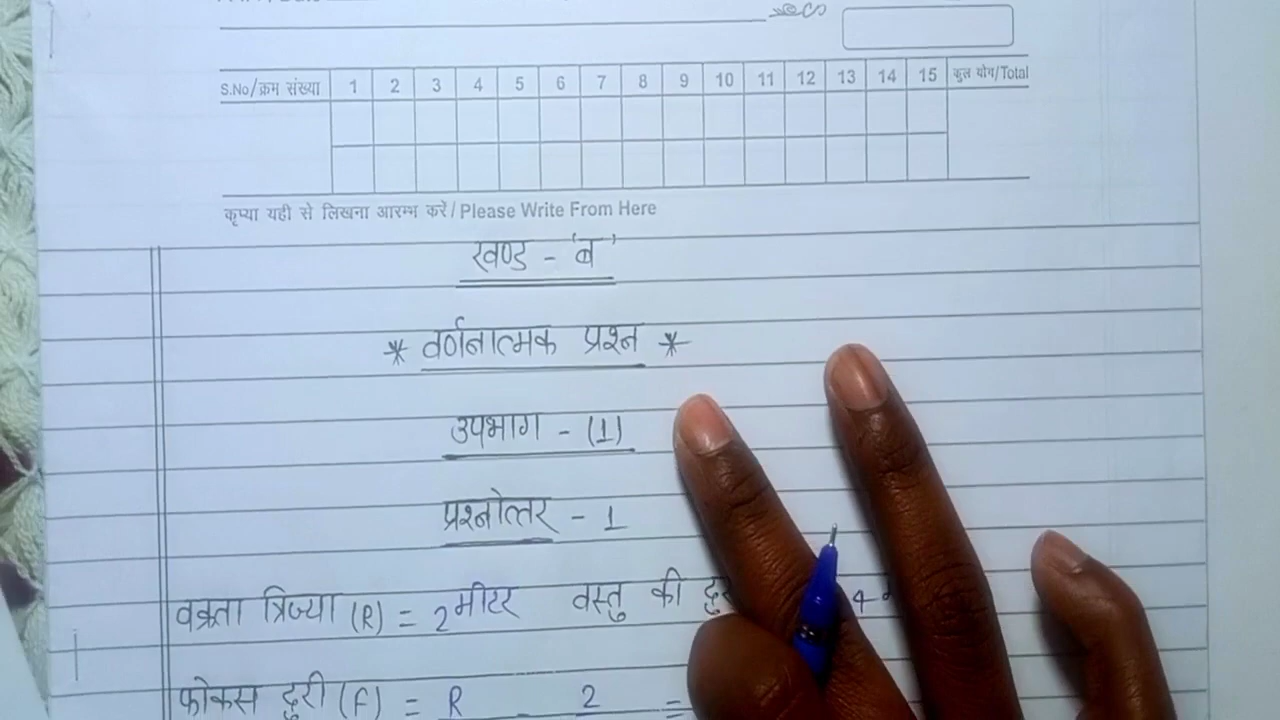 S.No/क्रम संख्या 1 2 3 4 5 6 7 8 9 10 11 12 13 14 15 कुल योग/Total
कृप्या यही से लिखना आरम्भ करें/Please Write From Here
खण्ड - 'ब'
* वर्णनात्मक प्रश्न *
उपभाग - (1)
प्रश्नोत्तर - 1
वक्रता त्रिज्या (R) = 2 मीटर वस्तु की 4
फोकस दुरी (f) = R 2 =